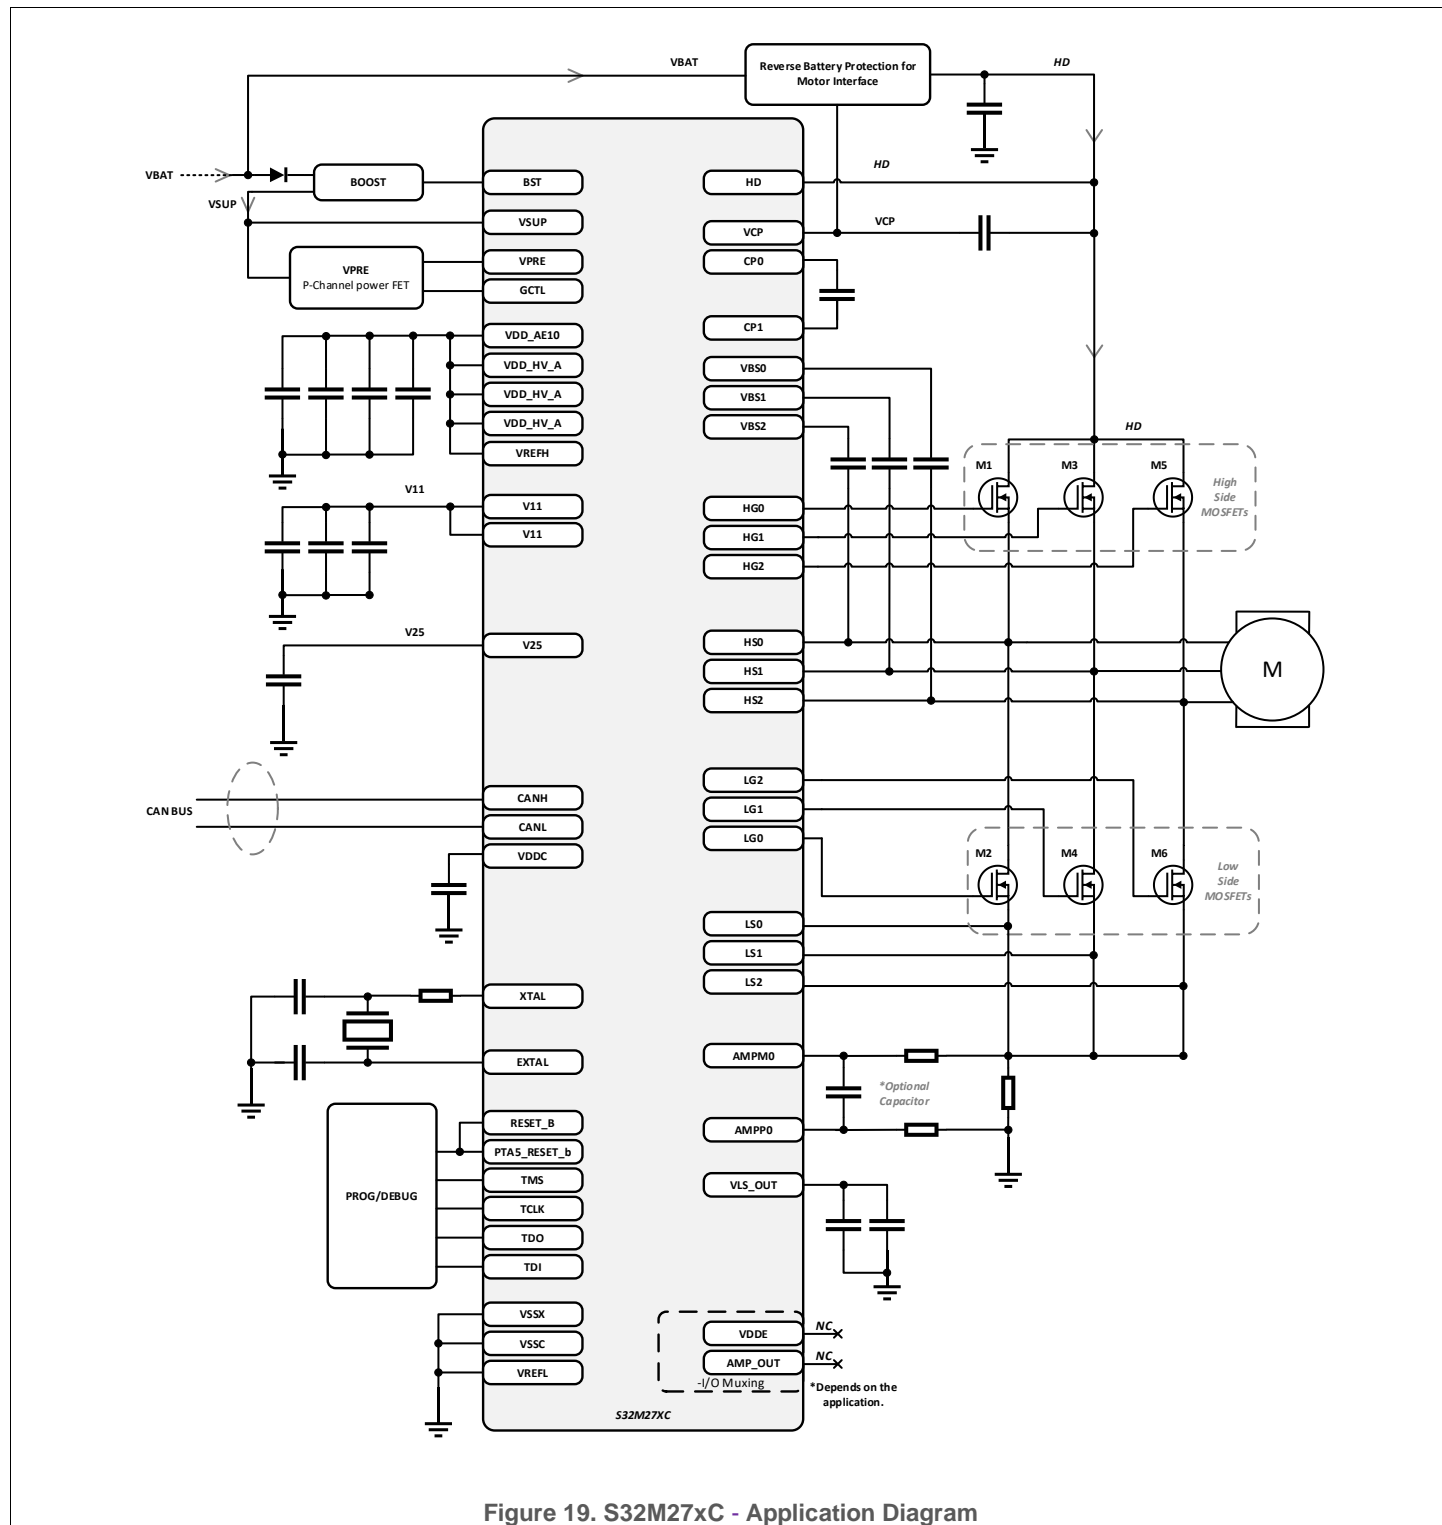 VBAT
Reverse Battery Protection for
Motor Interface
HD
VBAT
BOOST
BST
HD
HD
VSUP
VSUP
VCP
VCP
VPRE
P-Channel power FET
VPRE
CP0
GCTL
VDD_AE10
CP1
VDD_HV_A
VBS0
VDD_HV_A
VBS1
VDD_HV_A
VBS2
HD
VREFH
M1
M3
M5
High
Side
MOSFETs
V11
V11
HG0
V11
HG1
HG2
V25
V25
HS0
HS1
HS2
M
CAN BUS
CANH
LG2
CANL
LG1
VDDC
LG0
M2
M4
M6
Low
Side
MOSFETs
LS0
LS1
LS2
XTAL
EXTAL
AMPM0
*Optional
Capacitor
RESET_B
AMPP0
PTA5_RESET_b
PROG/DEBUG
TMS
VLS_OUT
TCLK
TDO
TDI
VSSX
VDDE
NC
VSSC
AMP_OUT
NC
VREFL
-I/O Muxing
*Depends on the
application.
S32M27XC
Figure 19. S32M27xC - Application Diagram